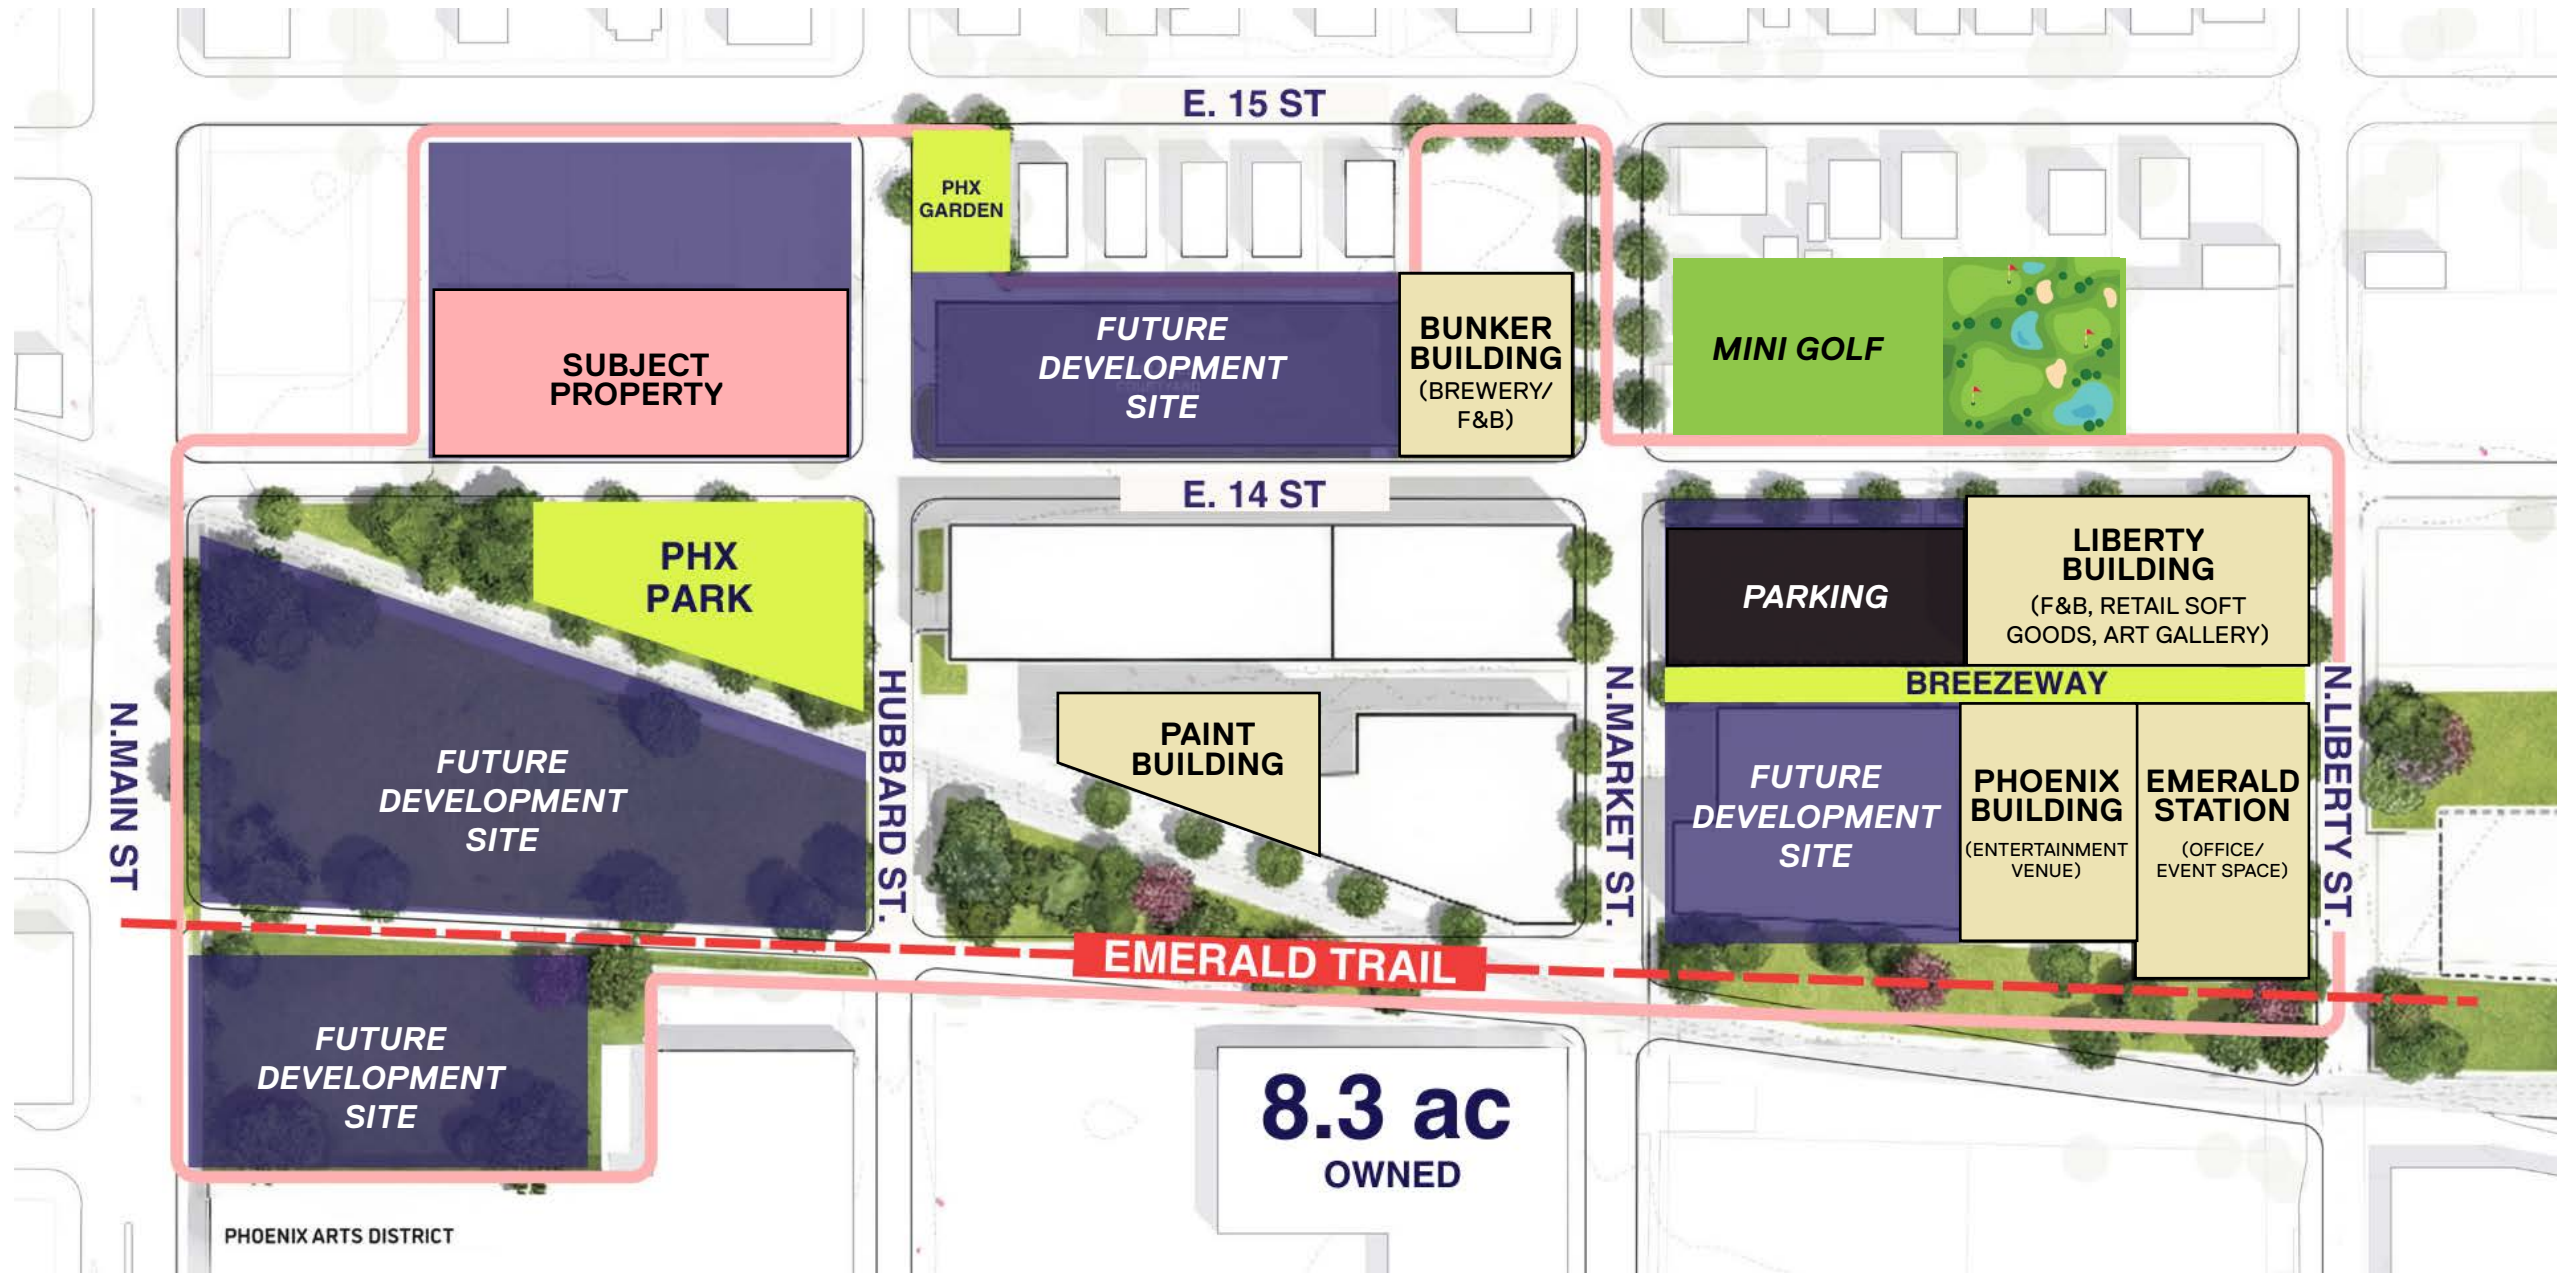 E. 15 ST
PHX
GARDEN
SUBJECT
PROPERTY
FUTURE
DEVELOPMENT
SITE
BUNKER
BUILDING
(BREWERY/
F&B)
MINI GOLF
E. 14 ST
PHX
PARK
PARKING
LIBERTY
BUILDING
(F&B, RETAIL SOFT
GOODS, ART GALLERY)
BREEZEWAY
N.MAIN ST
FUTURE
DEVELOPMENT
SITE
HUBBARD ST.
PAINT
BUILDING
N.MARKET ST.
FUTURE
DEVELOPMENT
SITE
PHOENIX
BUILDING
(ENTERTAINMENT
VENUE)
EMERALD
STATION
(OFFICE/
EVENT SPACE)
N.LIBERTY ST.
EMERALD TRAIL
FUTURE
DEVELOPMENT
SITE
8.3 ac
OWNED
PHOENIX ARTS DISTRICT